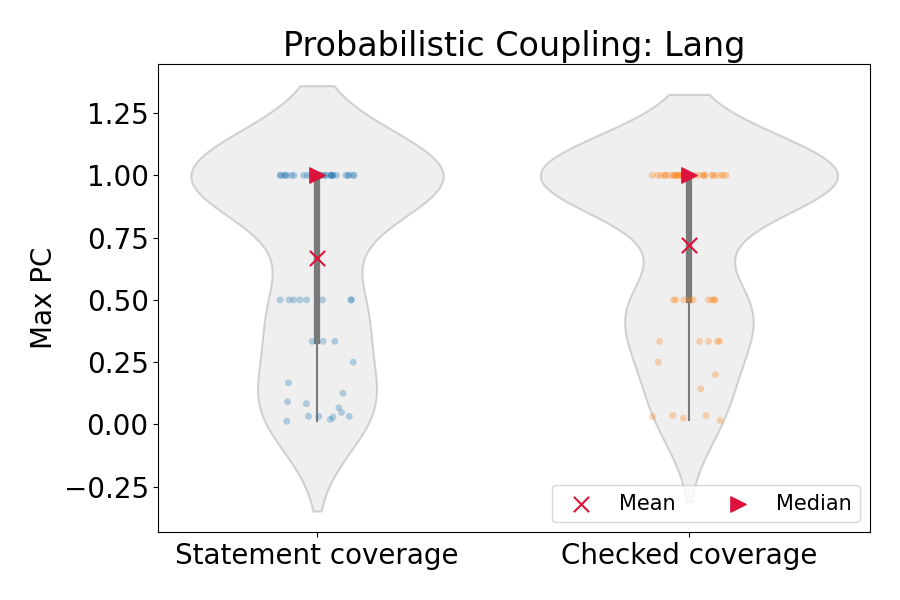 Probabilistic Coupling: Lang
Max PC
1.25
1.00
0.75
0.50
0.25
0.00
−0.25
Mean
Median
Statement coverage
Checked coverage